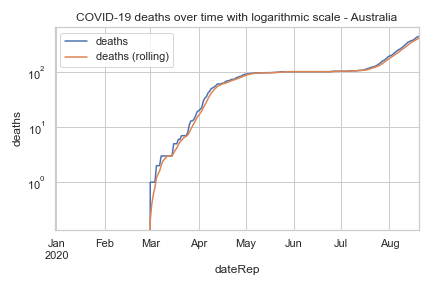 COVID-19 deaths over time with logarithmic scale - Australia
deaths
deaths (rolling)
10²
10¹
10⁰
deaths
Jan Feb Mar Apr May Jun Jul Aug
2020
dateRep